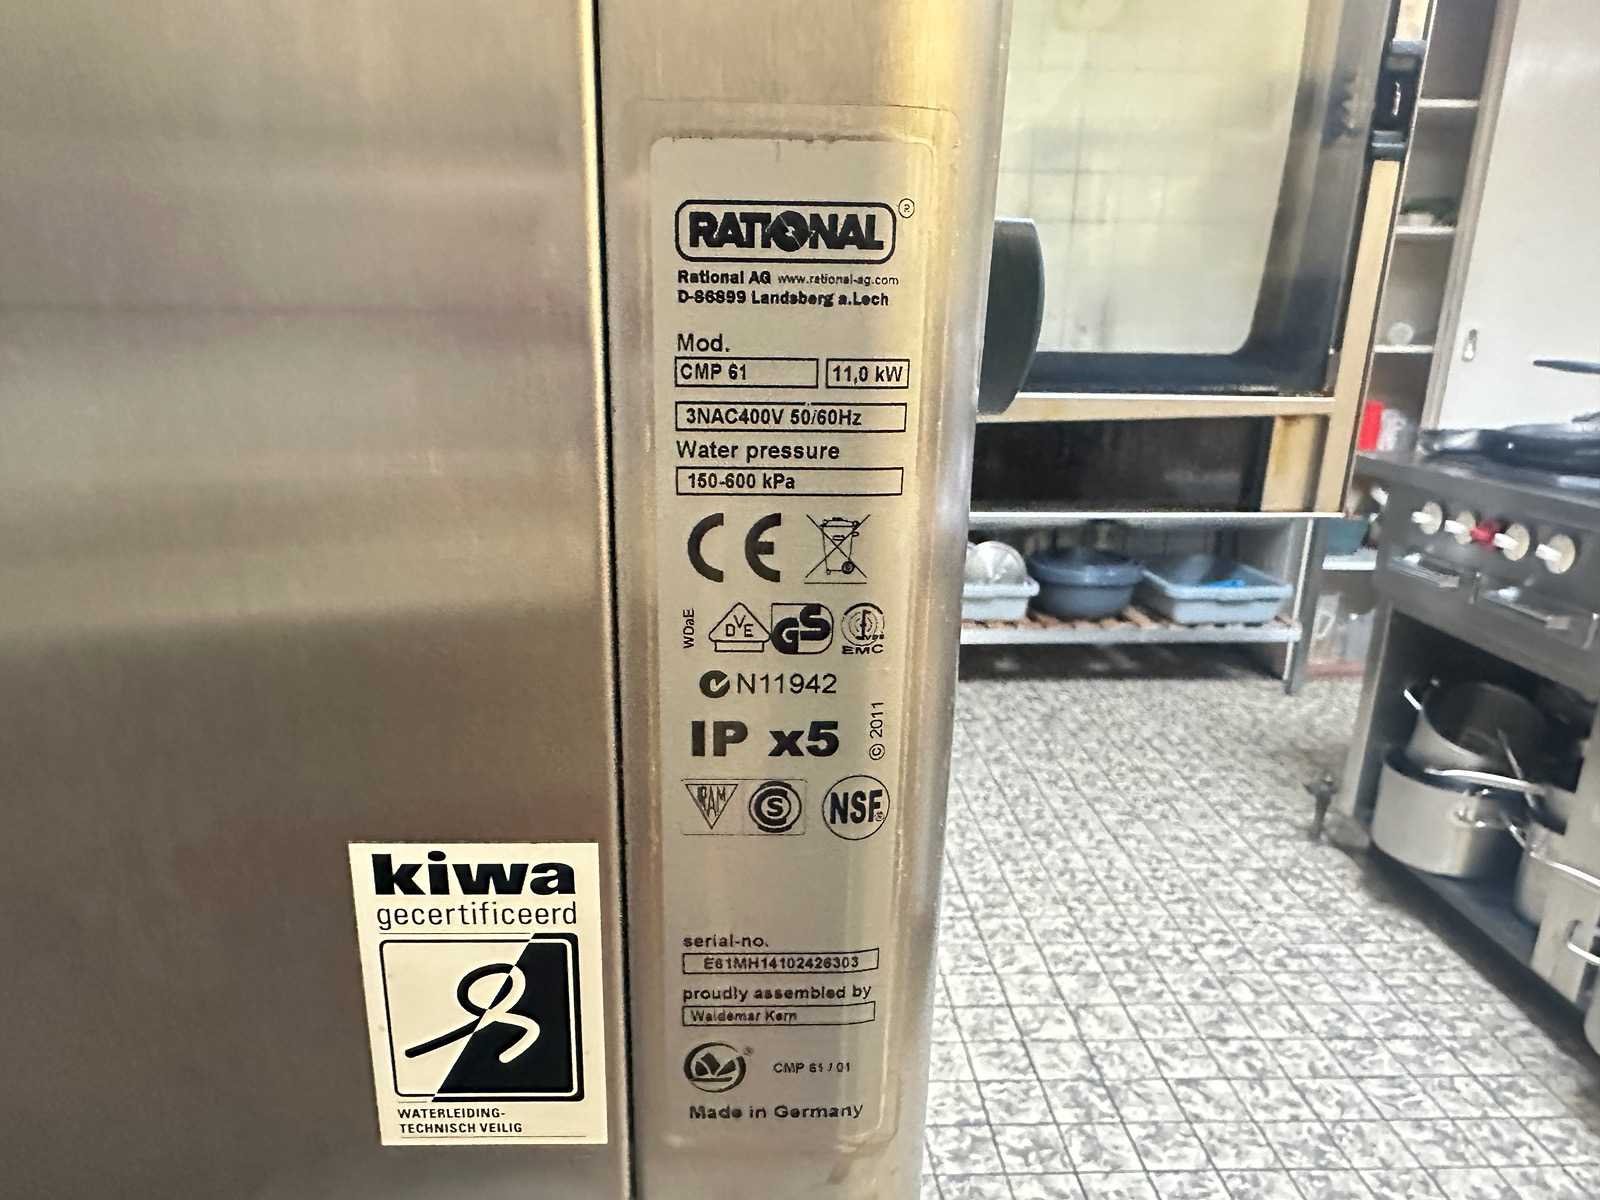 RATIONAL ®
Rational AG www.rational-ag.com
D-86899 Landsberg a.Lech
Mod.
CMP 61 11,0 kW
3NAC400V 50/60Hz
Water pressure
150-600 kPa
CE
WDaE DVE GS VDE EMC
N11942
IP x5 © 2011
IRAM S NSF®
serial-no.
E61MH14102426303
proudly assembled by
Waldemar Kern
® CMP 61 / 01
Made in Germany
kiwa
gecertificeerd
WATERLEIDING-
TECHNISCH VEILIG